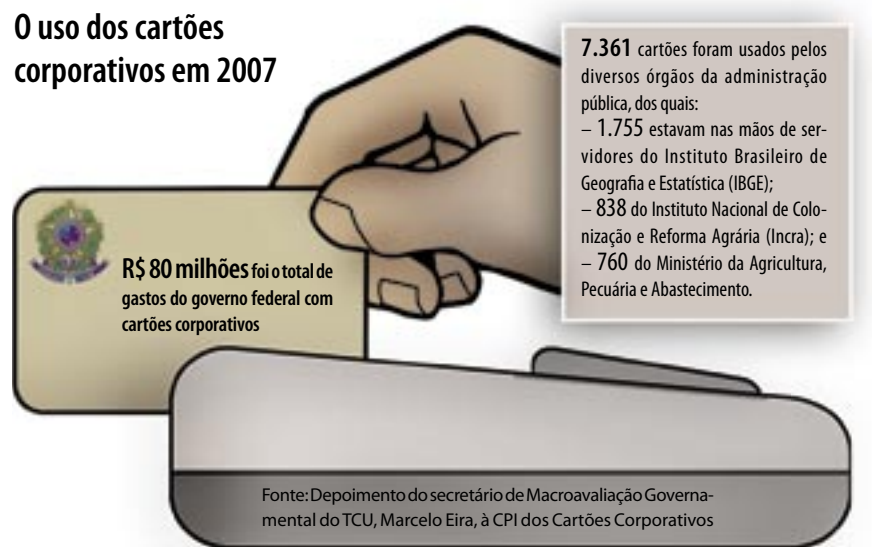 O uso dos cartões
corporativos em 2007
7.361 cartões foram usados pelos
diversos órgãos da administração
pública, dos quais:
– 1.755 estavam nas mãos de ser-
vidores do Instituto Brasileiro de
Geografia e Estatística (IBGE);
– 838 do Instituto Nacional de Colo-
nização e Reforma Agrária (Incra); e
– 760 do Ministério da Agricultura,
Pecuária e Abastecimento.
R$ 80 milhões foi o total de
gastos do governo federal com
cartões corporativos
Fonte: Depoimento do secretário de Macroavaliação Governa-
mental do TCU, Marcelo Eira, à CPI dos Cartões Corporativos